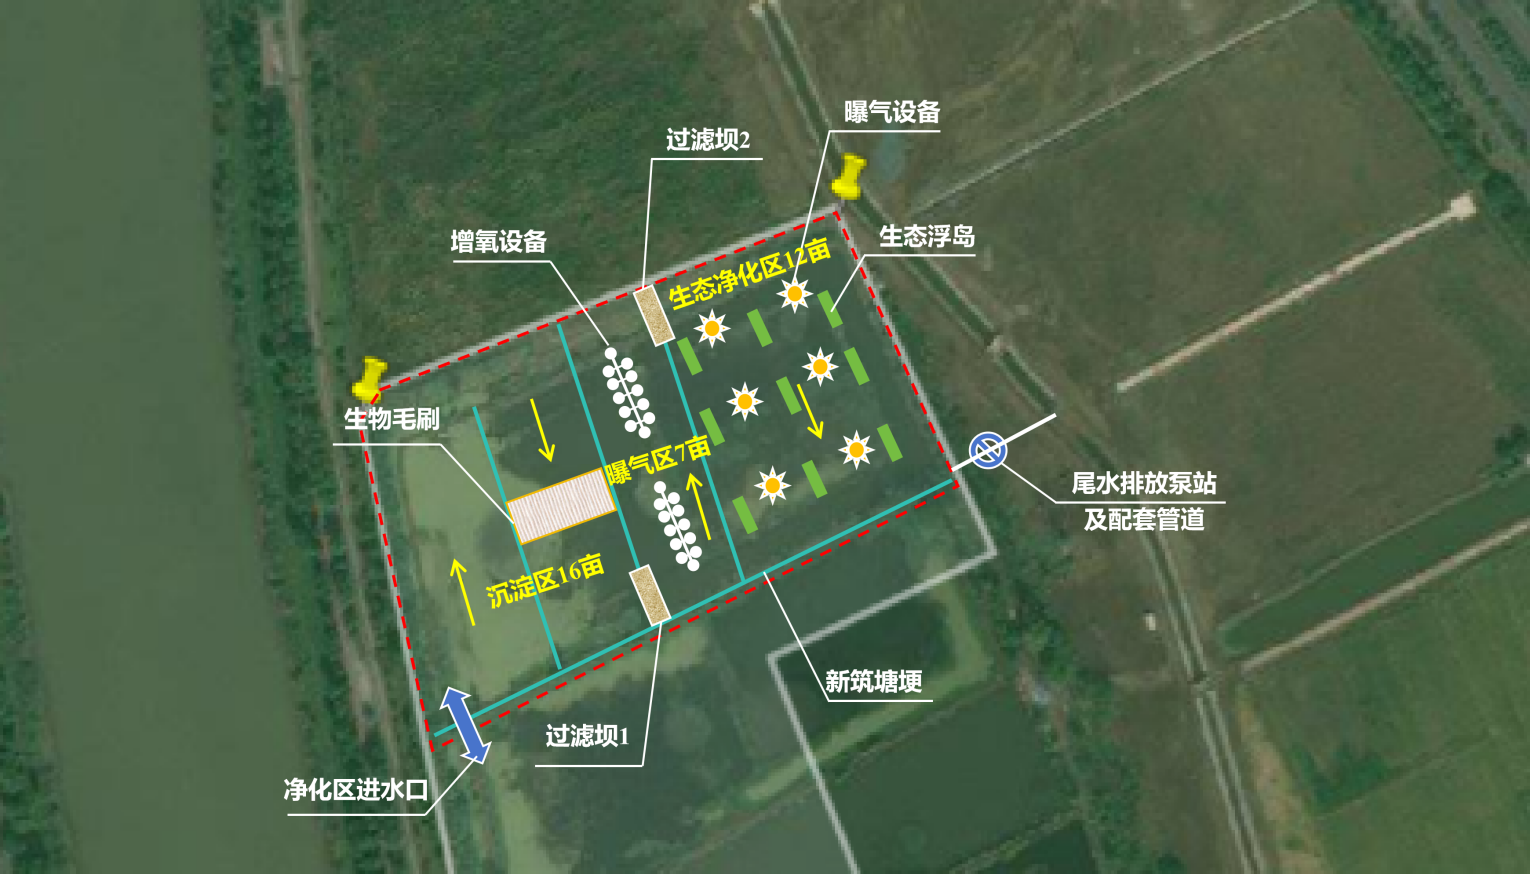 曝气设备
过滤坝2
增氧设备
生态浮岛
生态净化区12亩
生物毛刷
曝气区7亩
尾水排放泵站
及配套管道
沉淀区16亩
新筑塘埂
过滤坝1
净化区进水口